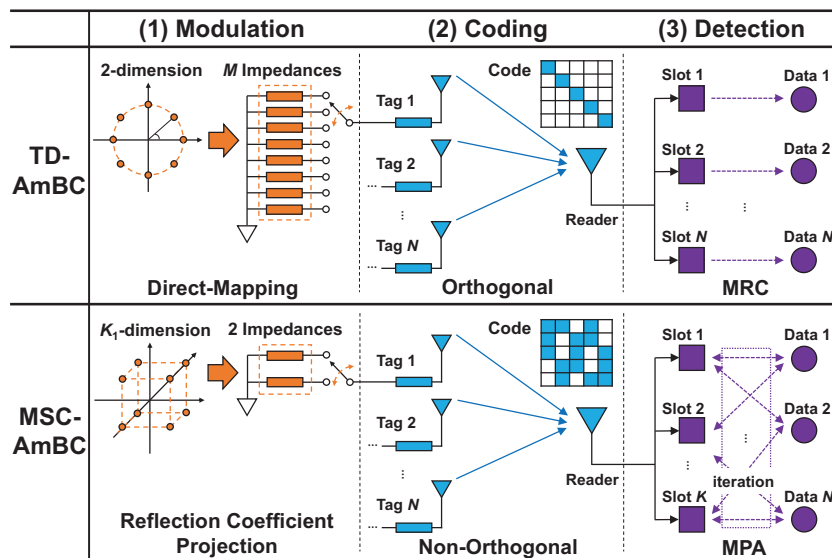 (1) Modulation
(2) Coding
(3) Detection
TD-
AmBC
2-dimension
M Impedances
Direct-Mapping
Tag 1
Tag 2
...
...
Tag N
...
Code
Reader
Orthogonal
Slot 1
Data 1
Slot 2
Data 2
...
...
Slot N
Data N
MRC
MSC-
AmBC
K1-dimension
2 Impedances
Reflection Coefficient
Projection
Tag 1
Tag 2
...
...
Tag N
...
Code
Reader
Non-Orthogonal
Slot 1
Data 1
Slot 2
Data 2
...
...
...
iteration
Slot K
Data N
MPA